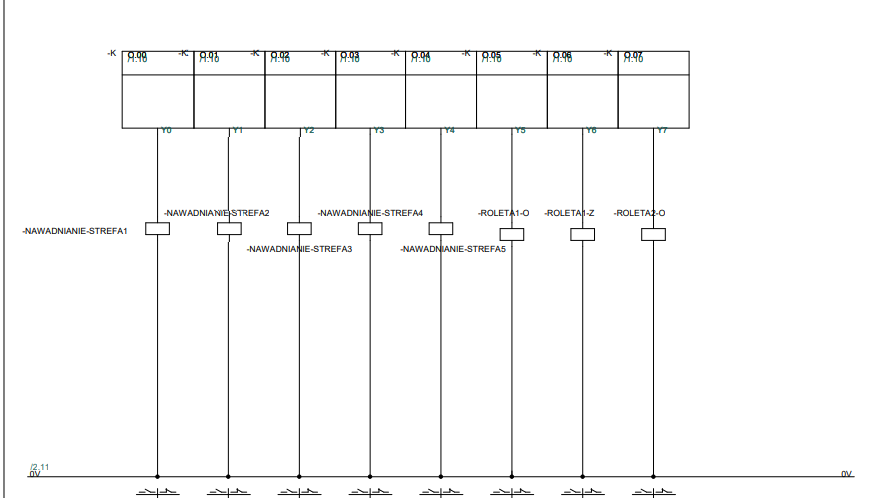 -K O.00 -K O.01 -K O.02 -K O.03 -K O.04 -K O.05 -K O.06 -K O.07
/1.10 /1.10 /1.10 /1.10 /1.10 /1.10 /1.10 /1.10
Y0 Y1 Y2 Y3 Y4 Y5 Y6 Y7
-NAWADNIANIE-STREFA2 -NAWADNIANIE-STREFA4 -ROLETA1-O -ROLETA1-Z -ROLETA2-O
-NAWADNIANIE-STREFA1
-NAWADNIANIE-STREFA3 -NAWADNIANIE-STREFA5
/2.11
0V 0V